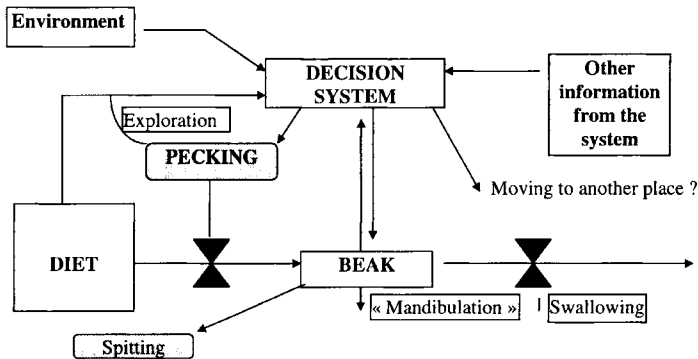 Environment
DECISION
SYSTEM
Other
information
from the
system
Exploration
PECKING
Moving to another place ?
DIET
BEAK
« Mandibulation »
Swallowing
Spitting